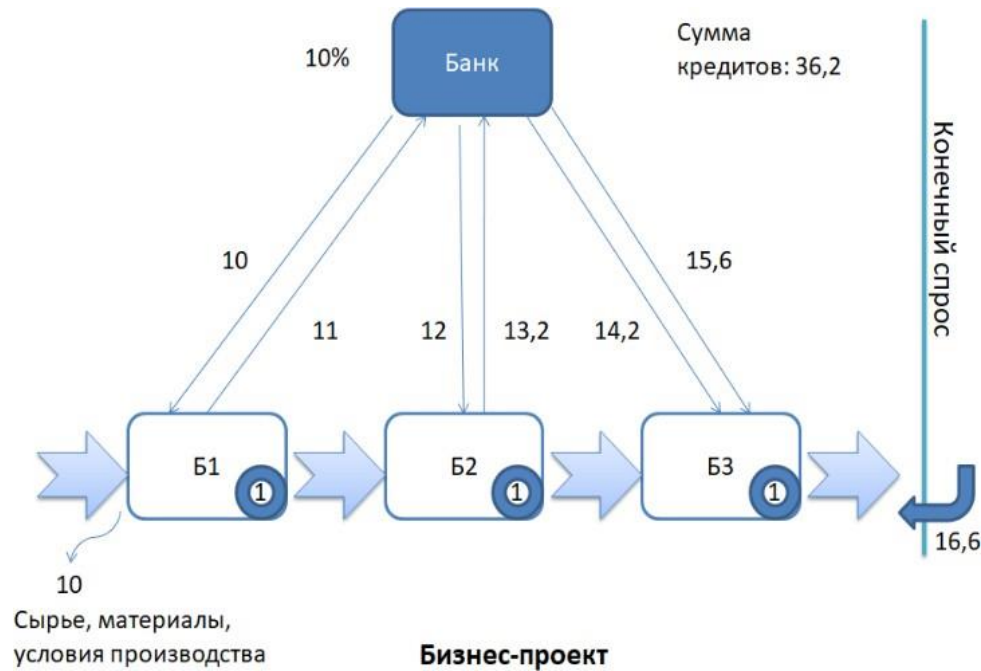 10%
Банк
Сумма
кредитов: 36,2
Конечный спрос
10
11
12
13,2
14,2
15,6
Б1
1
Б2
1
Б3
1
16,6
10
Сырье, материалы,
условия производства
Бизнес-проект